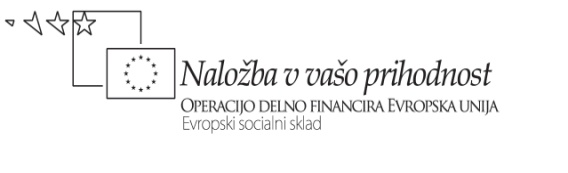 Naložba v vašo prihodnost
OPERACIJO DELNO FINANCIRA EVROPSKA UNIJA
Evropski socialni sklad